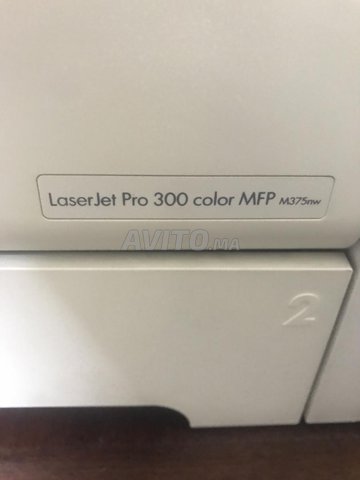 LaserJet Pro 300 color MFP M375nw
AVITO.ma
2